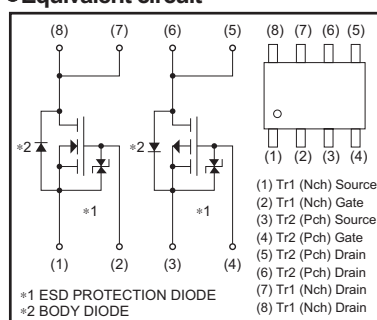 Equivalent circuit
(8) (7) (6) (5)
(8) (7) (6) (5)
∗2
∗2
∗1
∗1
(1) (2) (3) (4)
(1) (2) (3) (4)
(1) Tr1 (Nch) Source
(2) Tr1 (Nch) Gate
(3) Tr2 (Pch) Source
(4) Tr2 (Pch) Gate
(5) Tr2 (Pch) Drain
(6) Tr2 (Pch) Drain
(7) Tr1 (Nch) Drain
(8) Tr1 (Nch) Drain
∗1 ESD PROTECTION DIODE
∗2 BODY DIODE